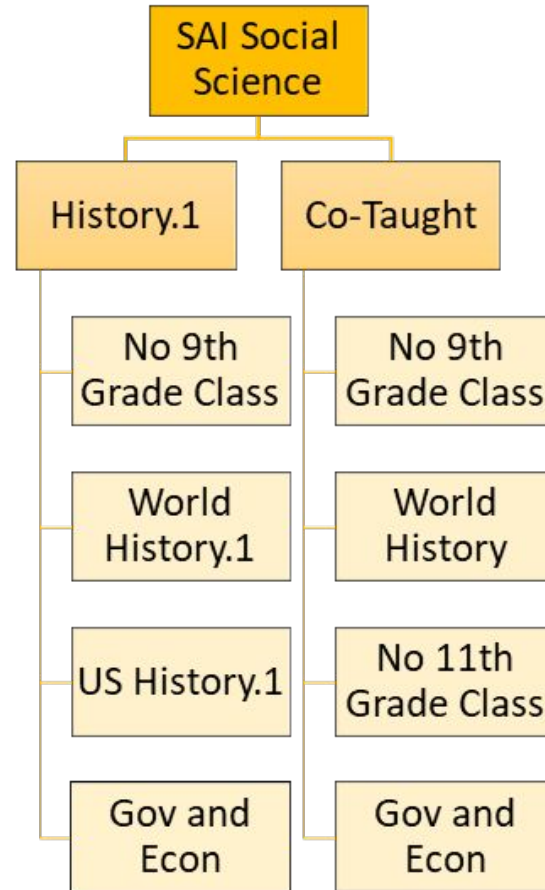 SAI Social
Science
History.1
Co-Taught
No 9th
Grade Class
World
History.1
US History.1
Gov and
Econ
No 9th
Grade Class
World
History
No 11th
Grade Class
Gov and
Econ